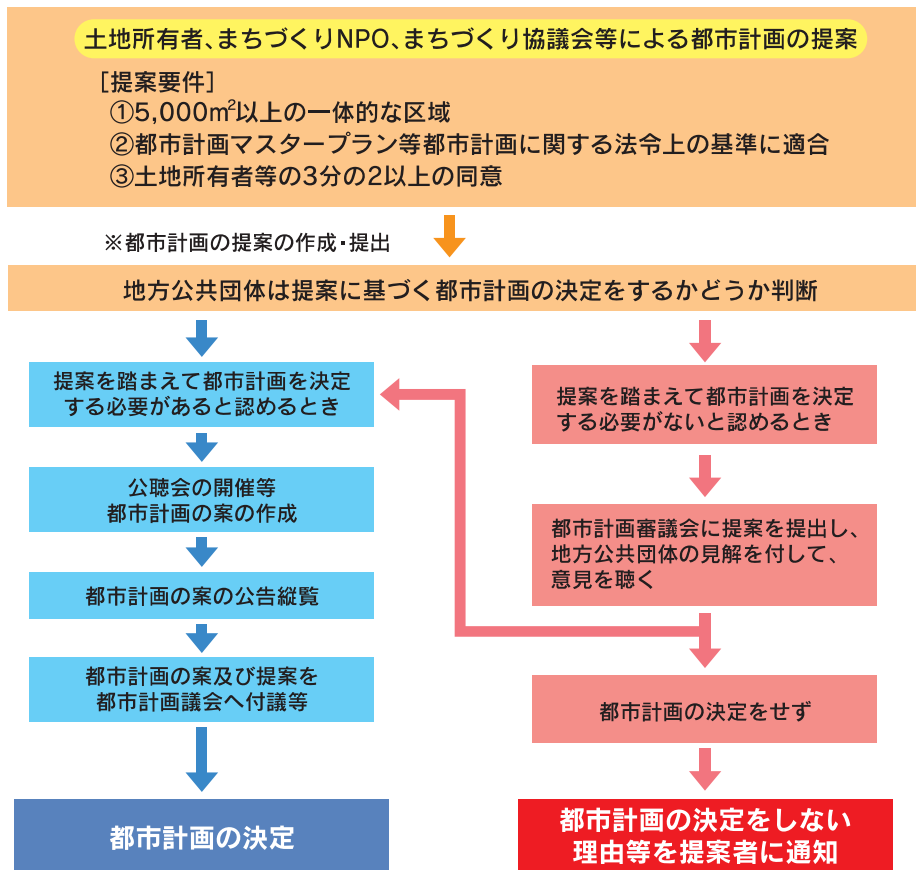 土地所有者、まちづくりNPO、まちづくり協議会等による都市計画の提案
［提案要件］
①5,000㎡以上の一体的な区域
②都市計画マスタープラン等都市計画に関する法令上の基準に適合
③土地所有者等の3分の2以上の同意
※都市計画の提案の作成・提出
地方公共団体は提案に基づく都市計画の決定をするかどうか判断
提案を踏まえて都市計画を決定
する必要があると認めるとき
公聴会の開催等
都市計画の案の作成
都市計画の案の公告縦覧
都市計画の案及び提案を
都市計画議会へ付議等
都市計画の決定
提案を踏まえて都市計画を決定
する必要がないと認めるとき
都市計画審議会に提案を提出し、
地方公共団体の見解を付して、
意見を聴く
都市計画の決定をせず
都市計画の決定をしない
理由等を提案者に通知